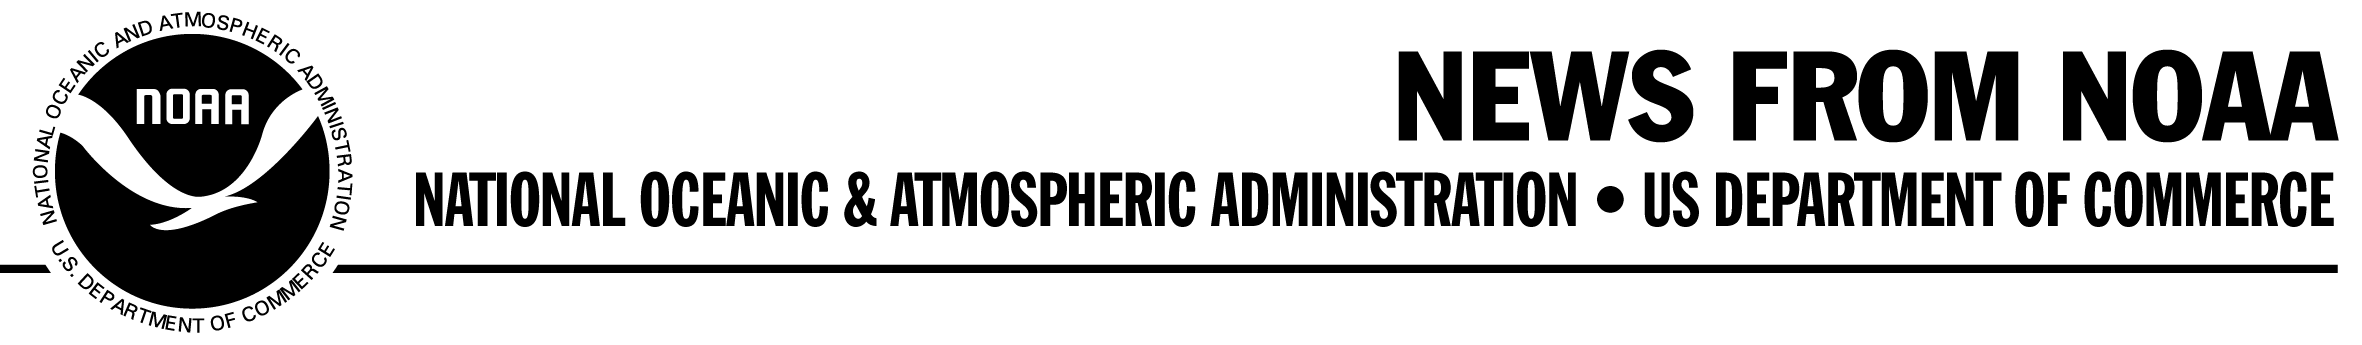 NATIONAL OCEANIC AND ATMOSPHERIC ADMINISTRATION
NOAA
U.S. DEPARTMENT OF COMMERCE
NEWS FROM NOAA
NATIONAL OCEANIC & ATMOSPHERIC ADMINISTRATION • US DEPARTMENT OF COMMERCE